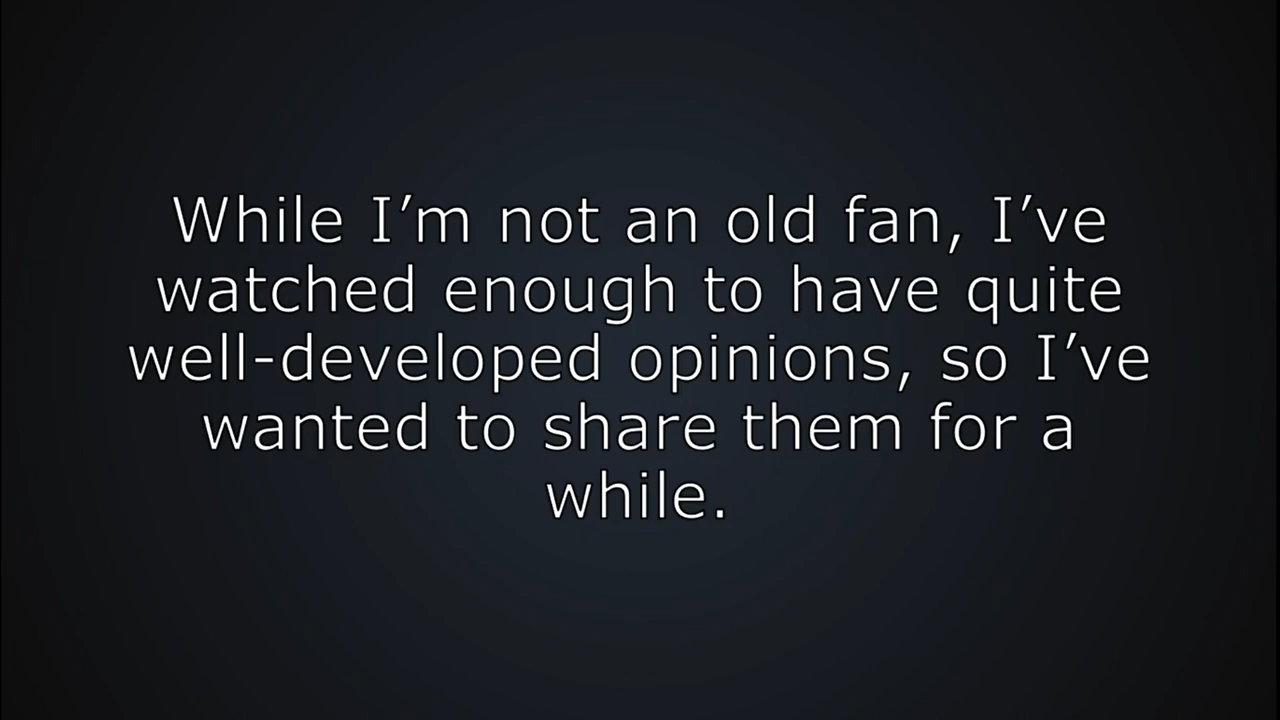 While I’m not an old fan, I’ve
watched enough to have quite
well-developed opinions, so I’ve
wanted to share them for a
while.